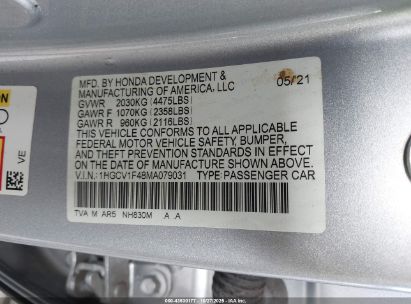 MFD. BY HONDA DEVELOPMENT &
MANUFACTURING OF AMERICA, LLC
05/21
GVWR 2030KG (4475LBS)
GAWR F 1070KG (2358LBS)
GAWR R 960KG (2116LBS)
THIS VEHICLE CONFORMS TO ALL APPLICABLE
FEDERAL MOTOR VEHICLE SAFETY, BUMPER,
AND THEFT PREVENTION STANDARDS IN EFFECT
ON THE DATE OF MANUFACTURE SHOWN ABOVE.
V.I.N.: 1HGCV1F48MA079031 TYPE:PASSENGER CAR
TVA M AR5 NH830M A A
VE